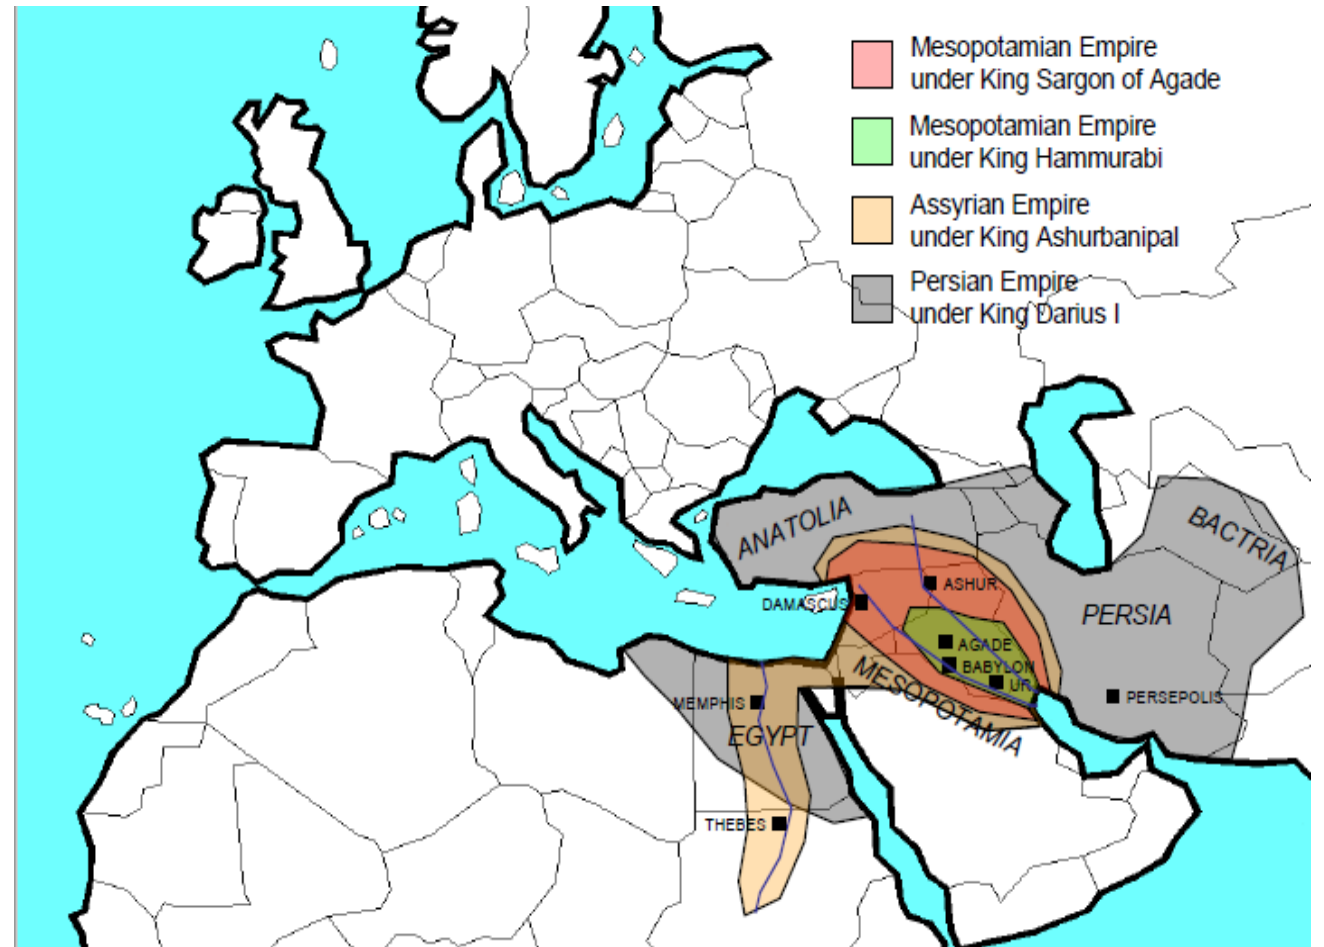 Mesopotamian Empire
under King Sargon of Agade
Mesopotamian Empire
under King Hammurabi
Assyrian Empire
under King Ashurbanipal
Persian Empire
under King Darius I
ANATOLIA
BACTRIA
ASHUR
DAMASCUS
PERSIA
AGADE
BABYLON
MESOPOTAMIA
UR
PERSEPOLIS
MEMPHIS
EGYPT
THEBES